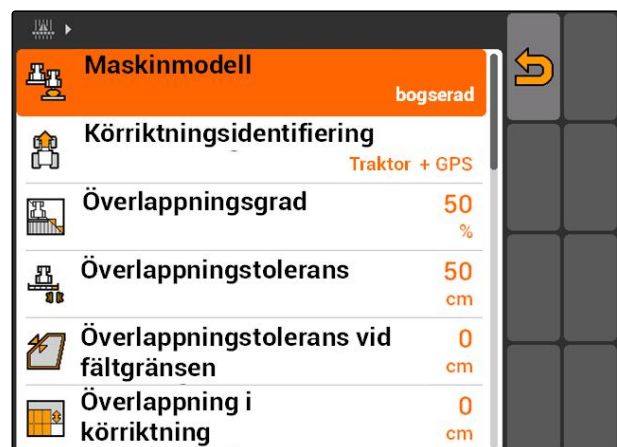 Maskinmodell
bogserad
Körriktningsidentifiering
Traktor + GPS
Överlappningsgrad
50
%
Överlappningstolerans
50
cm
Överlappningstolerans vid
fältgränsen
0
cm
Överlappning i
körriktning
0
cm